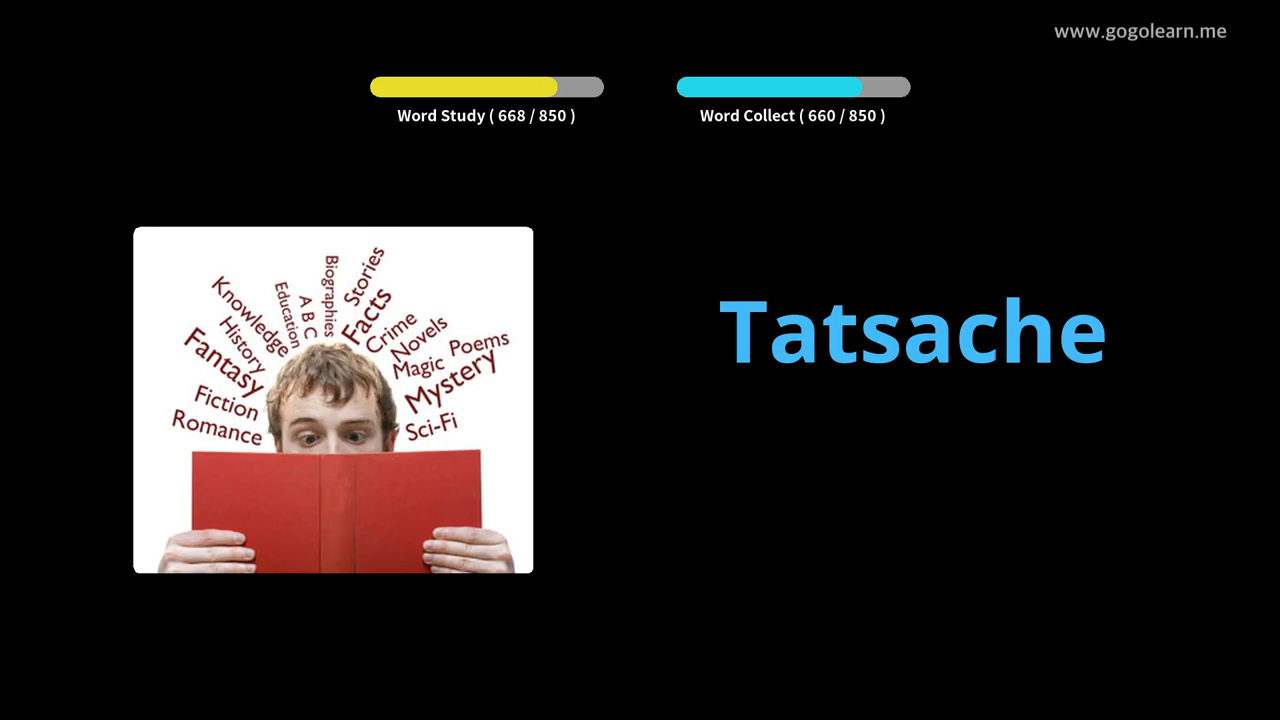 www.gogolearn.me
Word Study ( 668 / 850 )
Word Collect ( 660 / 850 )
Tatsache
Biographies
Stories
Education
A B C
Facts
Knowledge
Crime
History
Novels
Fantasy
Magic
Poems
Mystery
Fiction
Romance
Sci-Fi